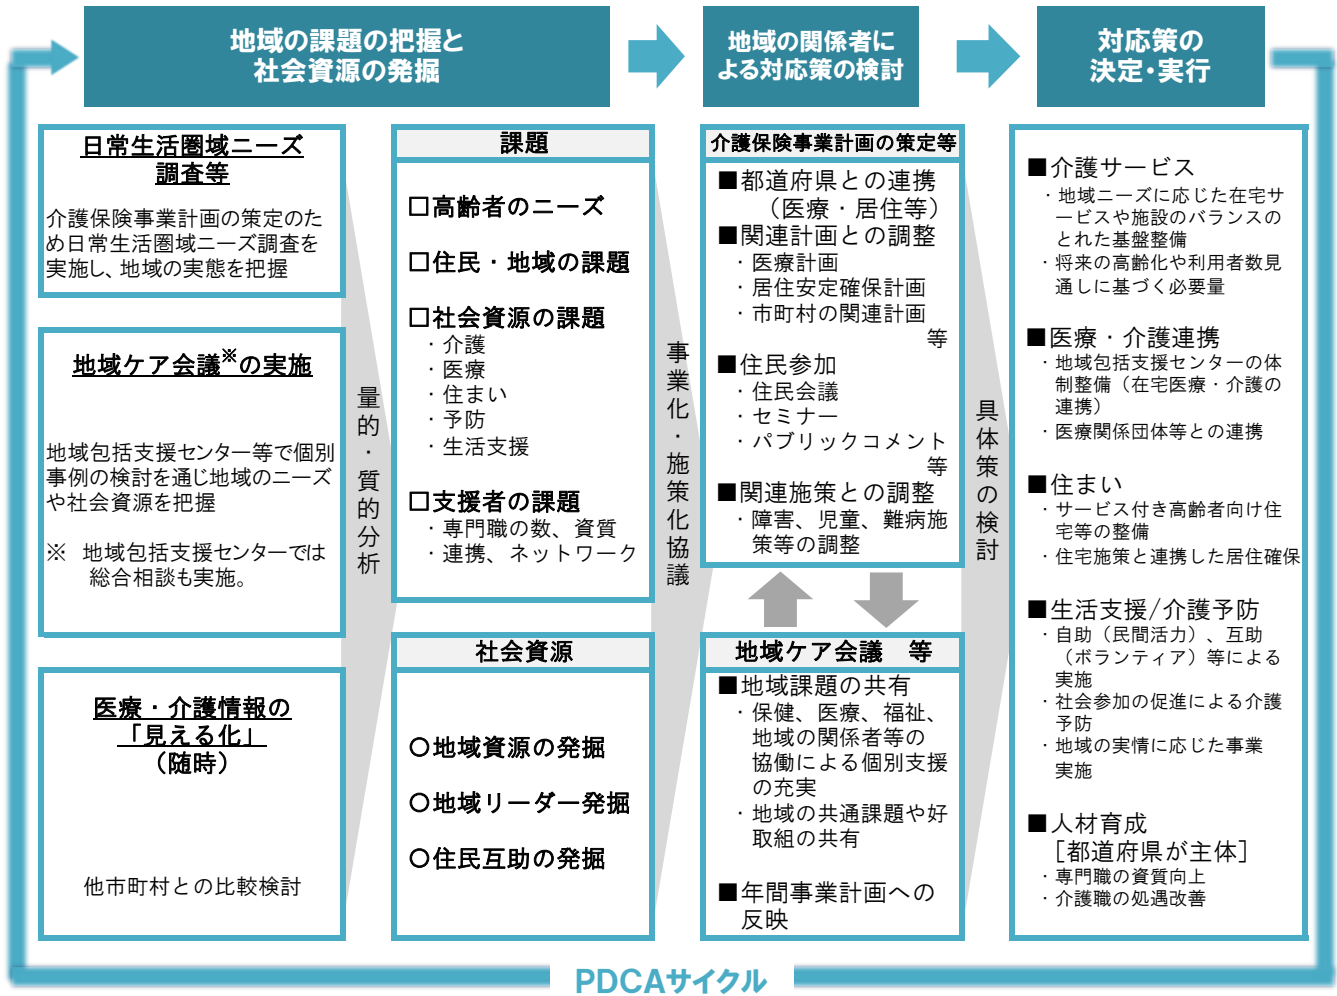 地域の課題の把握と
社会資源の発掘
地域の関係者に
よる対応策の検討
対応策の
決定・実行
日常生活圏域ニーズ
調査等
介護保険事業計画の策定のた
め日常生活圏域ニーズ調査を
実施し、地域の実態を把握
地域ケア会議※の実施
地域包括支援センター等で個別
事例の検討を通じ地域のニーズ
や社会資源を把握
※ 地域包括支援センターでは
総合相談も実施。
医療・介護情報の
「見える化」
（随時）
他市町村との比較検討
量的・質的分析
課題
□高齢者のニーズ
□住民・地域の課題
□社会資源の課題
・介護
・医療
・住まい
・予防
・生活支援
□支援者の課題
・専門職の数、資質
・連携、ネットワーク
社会資源
○地域資源の発掘
○地域リーダー発掘
○住民互助の発掘
事業化・施策化協議
介護保険事業計画の策定等
■都道府県との連携
（医療・居住等）
■関連計画との調整
・医療計画
・居住安定確保計画
・市町村の関連計画
等
■住民参加
・住民会議
・セミナー
・パブリックコメント
等
■関連施策との調整
・障害、児童、難病施
策等の調整
地域ケア会議 等
■地域課題の共有
・保健、医療、福祉、
地域の関係者等の
協働による個別支援
の充実
・地域の共通課題や好
取組の共有
■年間事業計画への
反映
具体策の検討
■介護サービス
・地域ニーズに応じた在宅サ
ービスや施設のバランスの
とれた基盤整備
・将来の高齢化や利用者数見
通しに基づく必要量
■医療・介護連携
・地域包括支援センターの体
制整備（在宅医療・介護の
連携）
・医療関係団体等との連携
■住まい
・サービス付き高齢者向け住
宅等の整備
・住宅施策と連携した居住確保
■生活支援/介護予防
・自助（民間活力）、互助
（ボランティア）等による
実施
・社会参加の促進による介護
予防
・地域の実情に応じた事業
実施
■人材育成
[都道府県が主体]
・専門職の資質向上
・介護職の処遇改善
PDCAサイクル